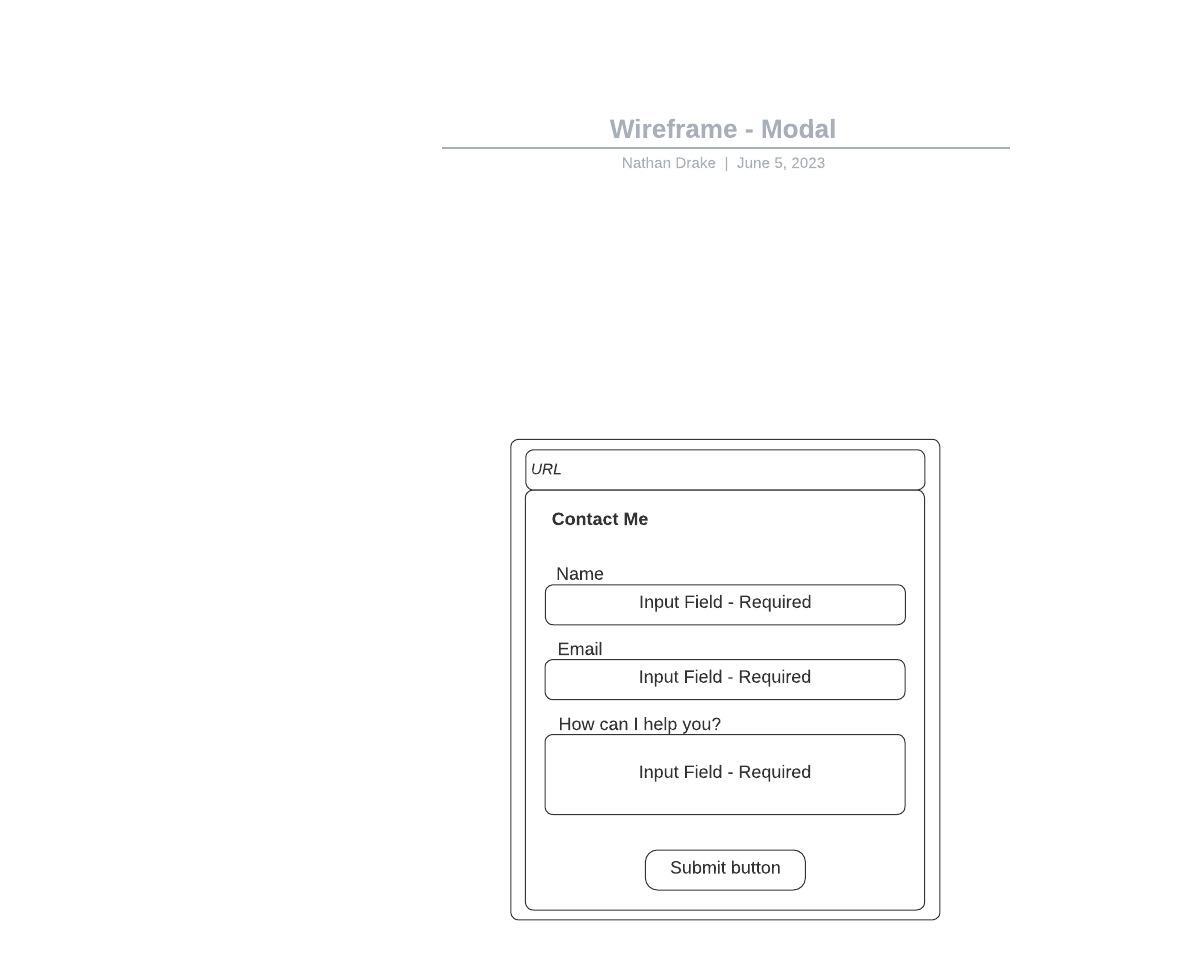 Wireframe - Modal
Nathan Drake | June 5, 2023
URL
Contact Me
Name
Input Field - Required
Email
Input Field - Required
How can I help you?
Input Field - Required
Submit button